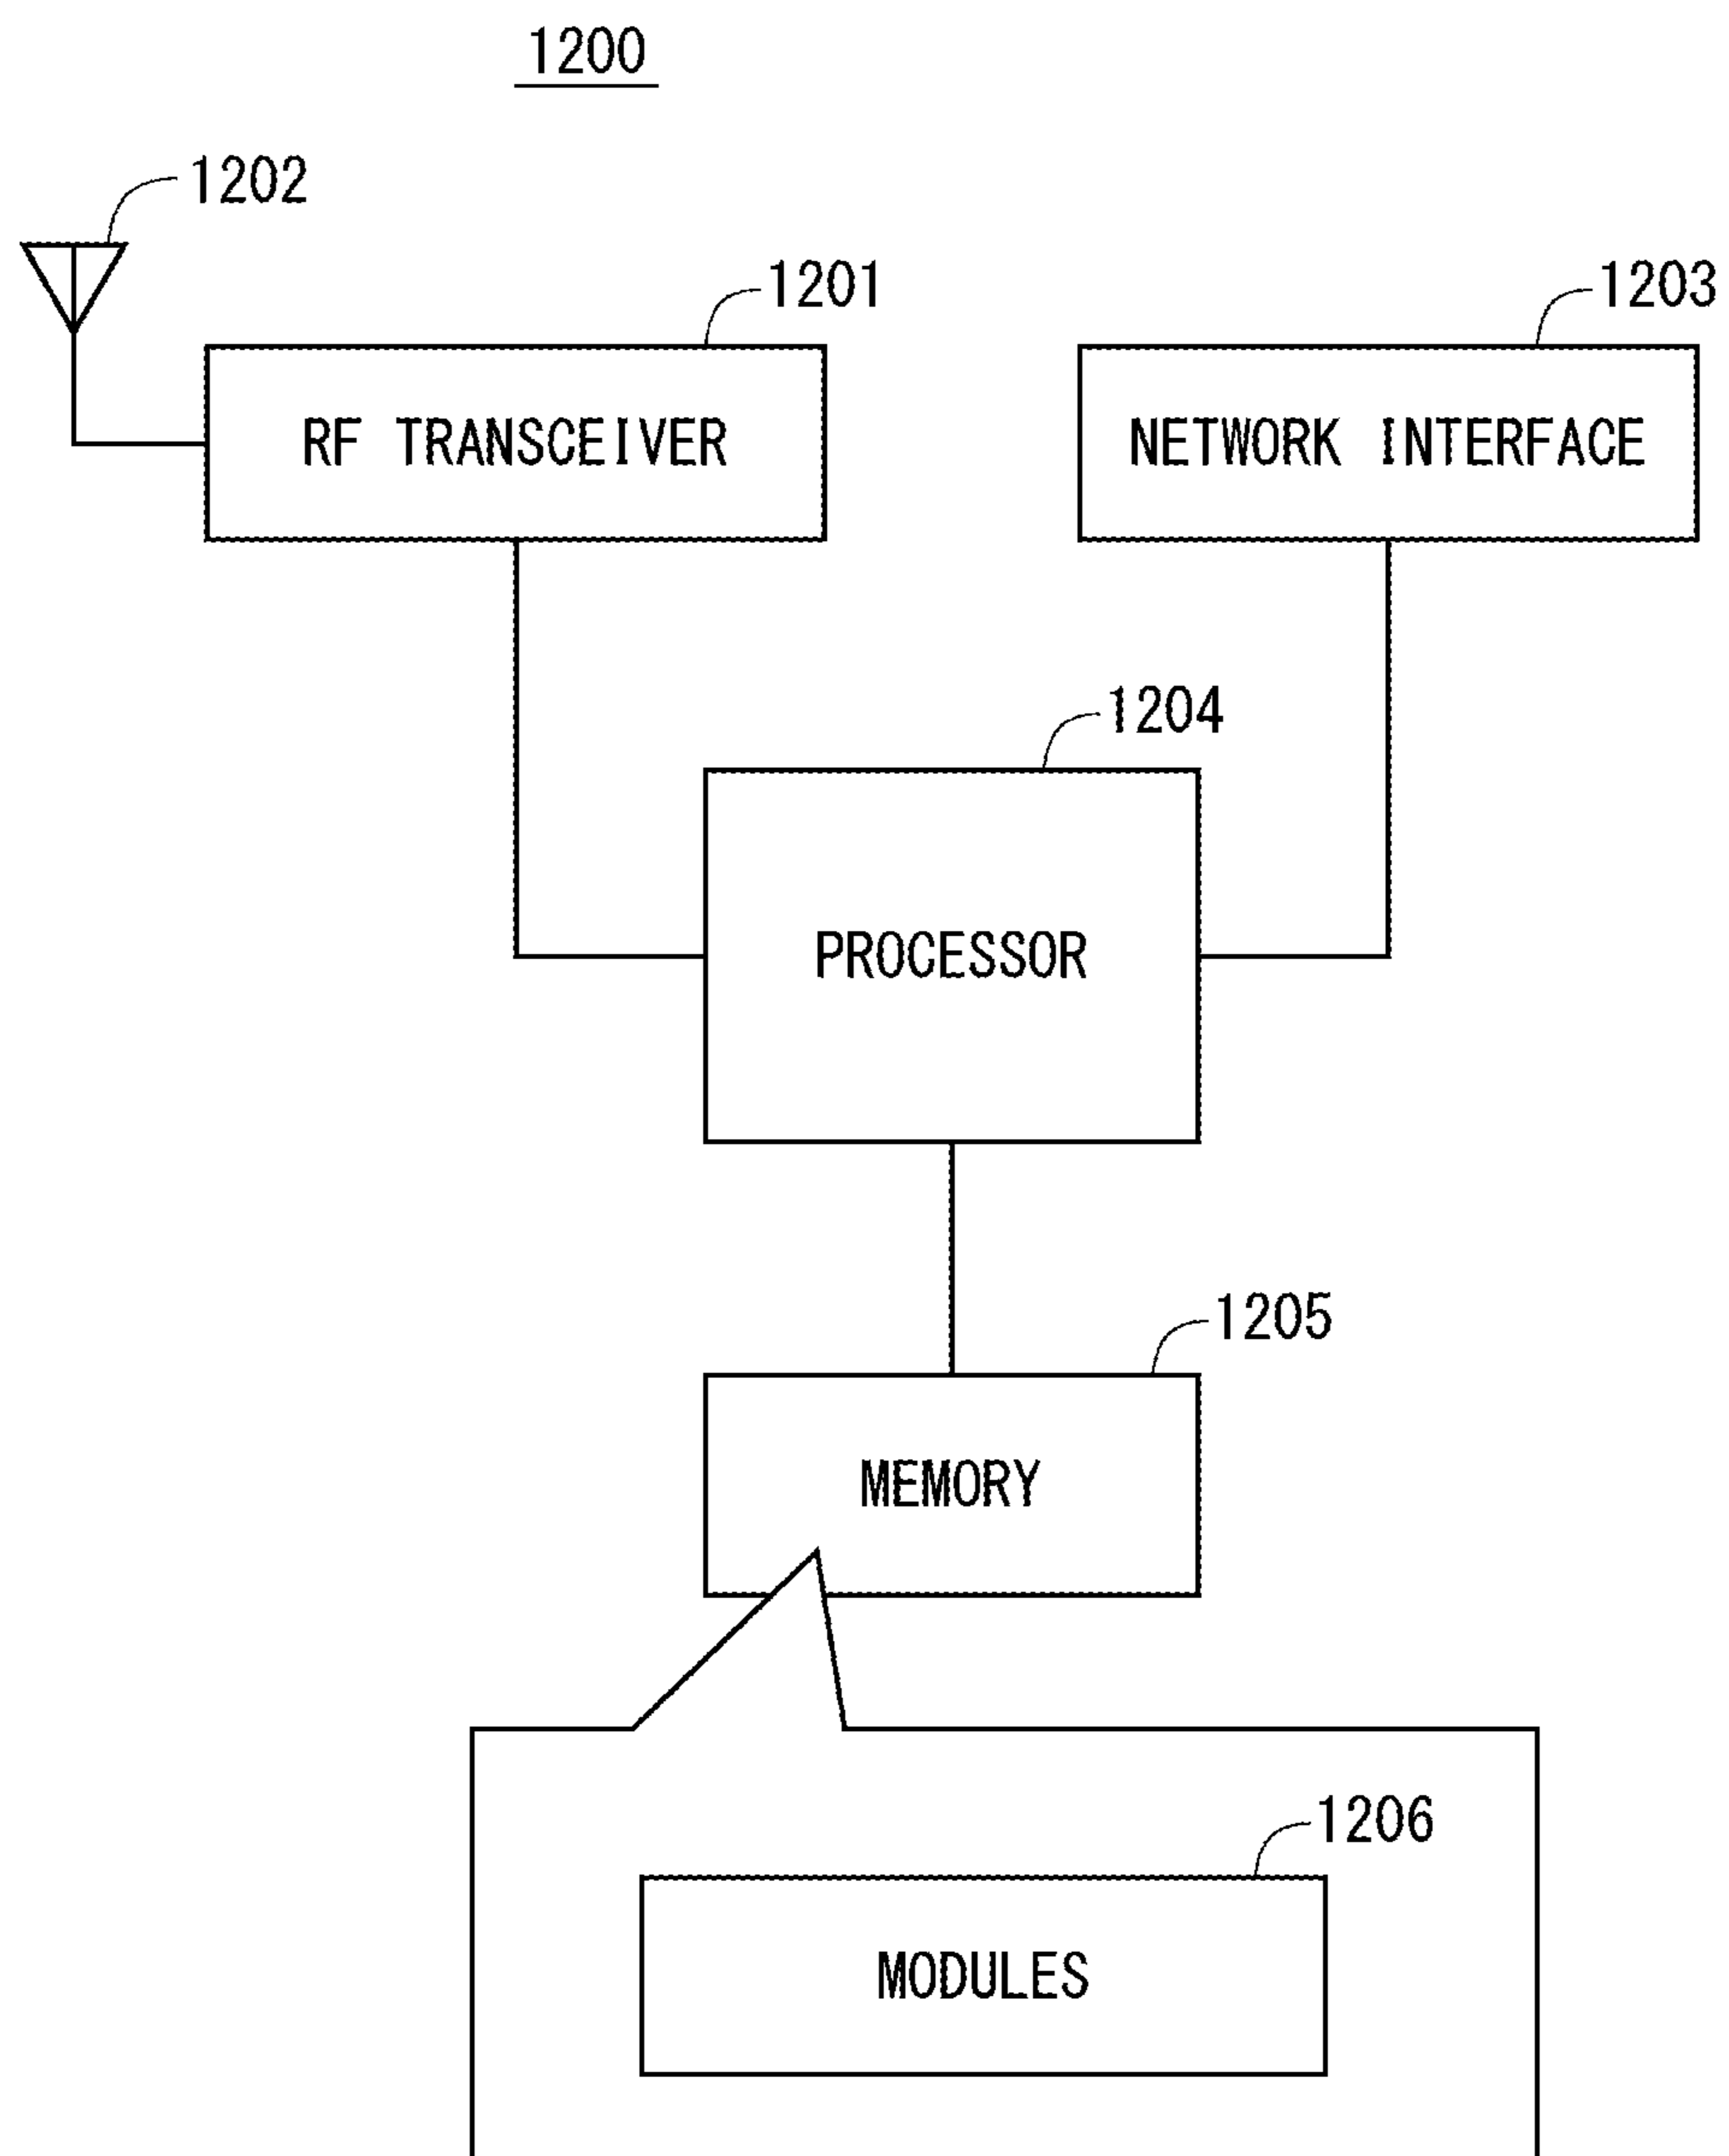 1200
1202
1201
1203
RF TRANSCEIVER
NETWORK INTERFACE
1204
PROCESSOR
1205
MEMORY
1206
MODULES